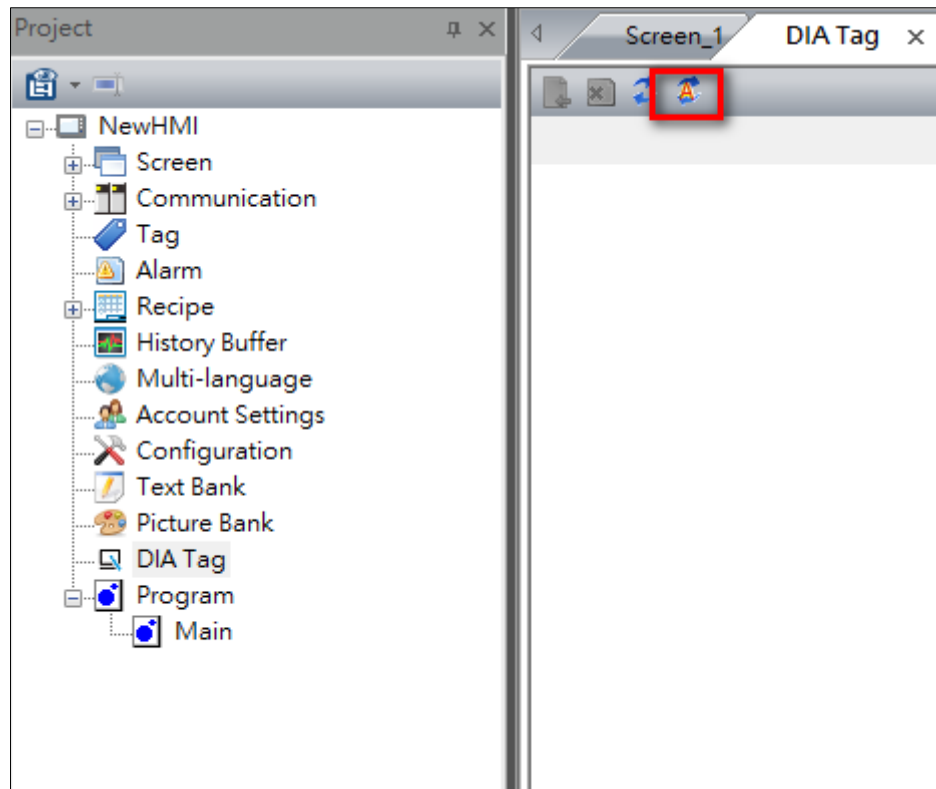 Project
Screen_1
DIA Tag
NewHMI
Screen
Communication
Tag
Alarm
Recipe
History Buffer
Multi-language
Account Settings
Configuration
Text Bank
Picture Bank
DIA Tag
Program
Main